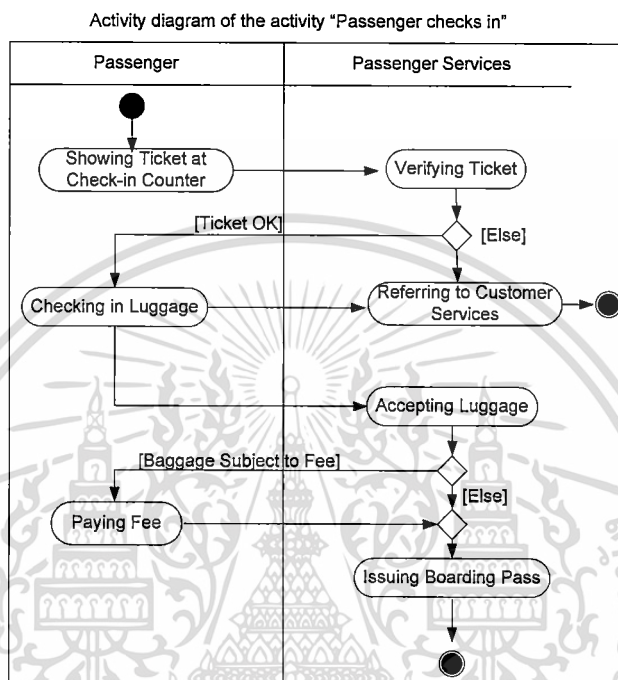 Activity diagram of the activity “Passenger checks in”
Passenger
Passenger Services
Showing Ticket at
Check-in Counter
Verifying Ticket
[Ticket OK]
[Else]
Checking in Luggage
Referring to Customer
Services
Accepting Luggage
[Baggage Subject to Fee]
[Else]
Paying Fee
Issuing Boarding Pass